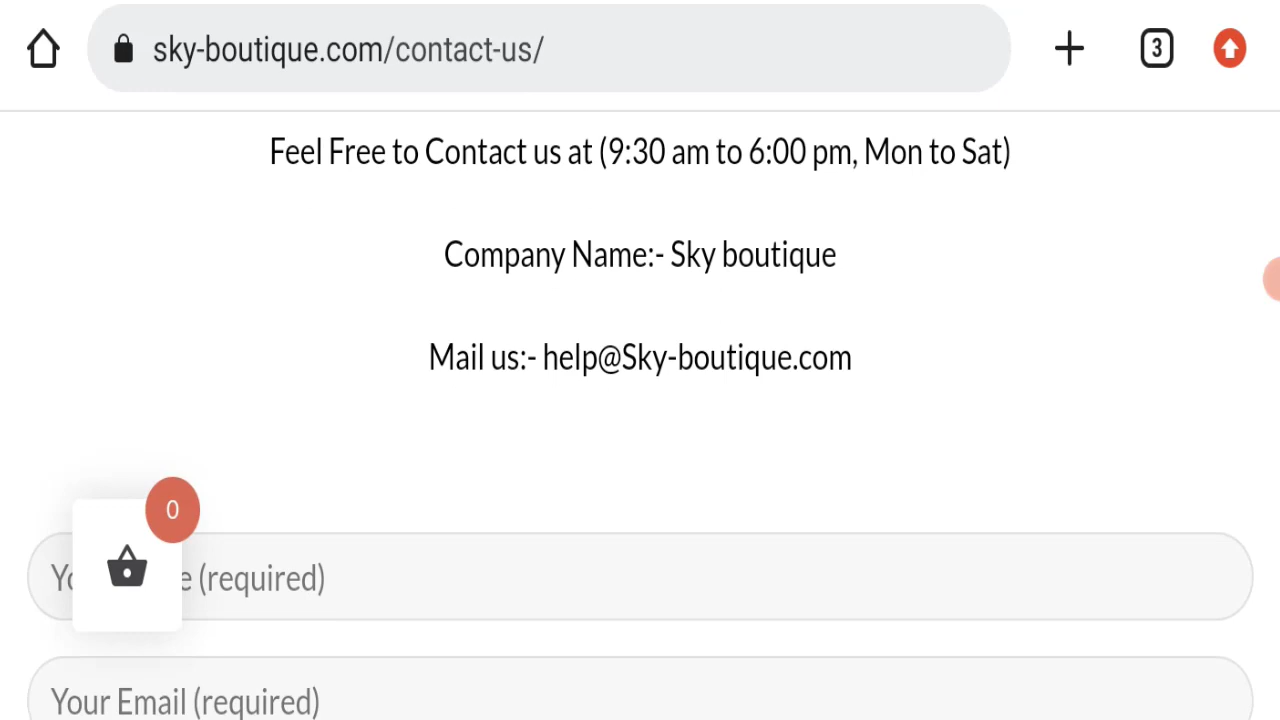 sky-boutique.com/contact-us/
3
Feel Free to Contact us at (9:30 am to 6:00 pm, Mon to Sat)
Company Name:- Sky boutique
Mail us:- help@Sky-boutique.com
0
(required)
Your Email (required)